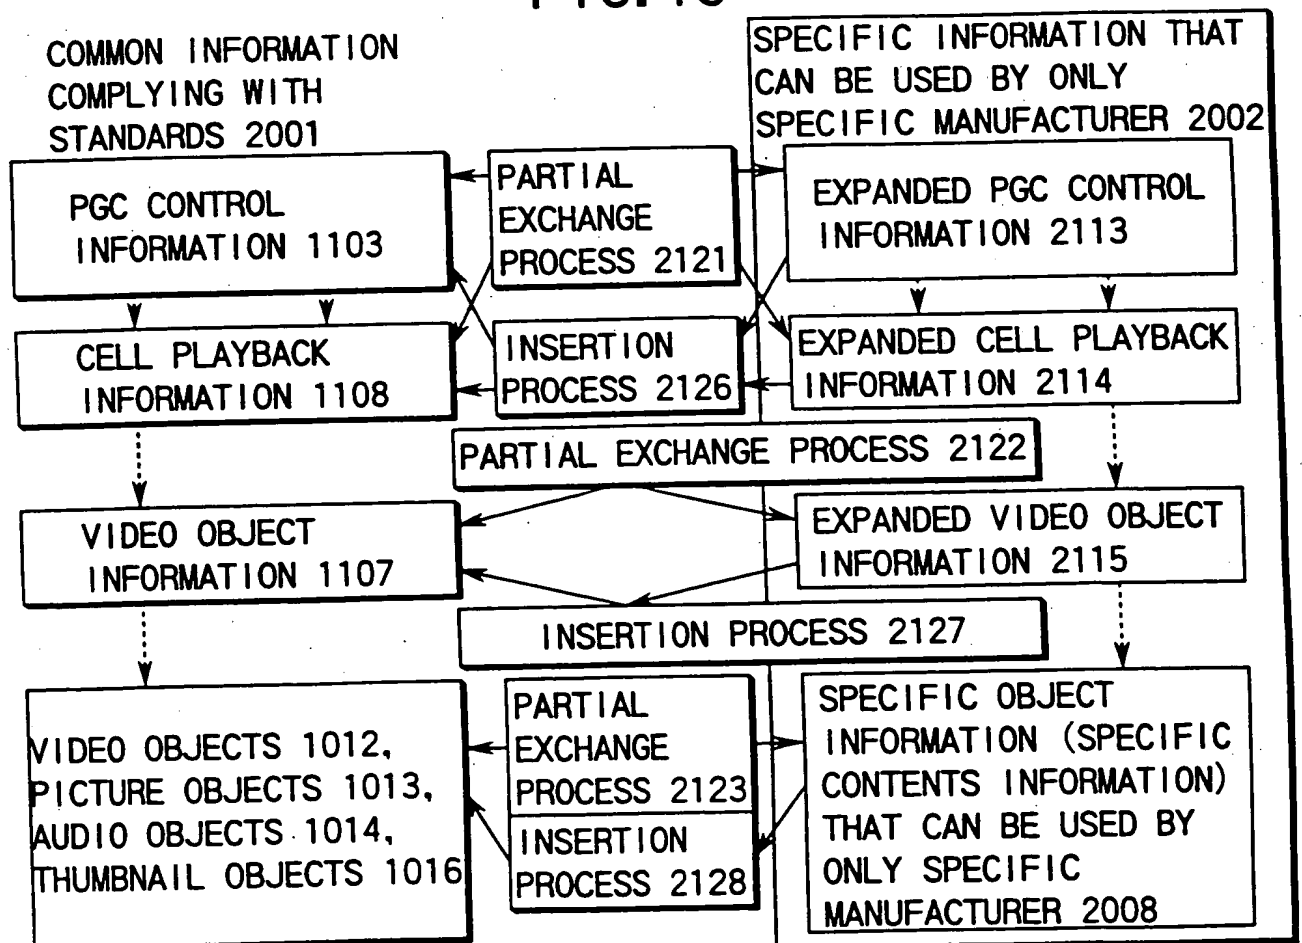 COMMON INFORMATION
COMPLYING WITH
STANDARDS 2001
SPECIFIC INFORMATION THAT
CAN BE USED BY ONLY
SPECIFIC MANUFACTURER 2002
PGC CONTROL
INFORMATION 1103
PARTIAL
EXCHANGE
PROCESS 2121
EXPANDED PGC CONTROL
INFORMATION 2113
CELL PLAYBACK
INFORMATION 1108
INSERTION
PROCESS 2126
EXPANDED CELL PLAYBACK
INFORMATION 2114
PARTIAL EXCHANGE PROCESS 2122
VIDEO OBJECT
INFORMATION 1107
EXPANDED VIDEO OBJECT
INFORMATION 2115
INSERTION PROCESS 2127
VIDEO OBJECTS 1012,
PICTURE OBJECTS 1013,
AUDIO OBJECTS 1014,
THUMBNAIL OBJECTS 1016
PARTIAL
EXCHANGE
PROCESS 2123
INSERTION
PROCESS 2128
SPECIFIC OBJECT
INFORMATION (SPECIFIC
CONTENTS INFORMATION)
THAT CAN BE USED BY
ONLY SPECIFIC
MANUFACTURER 2008